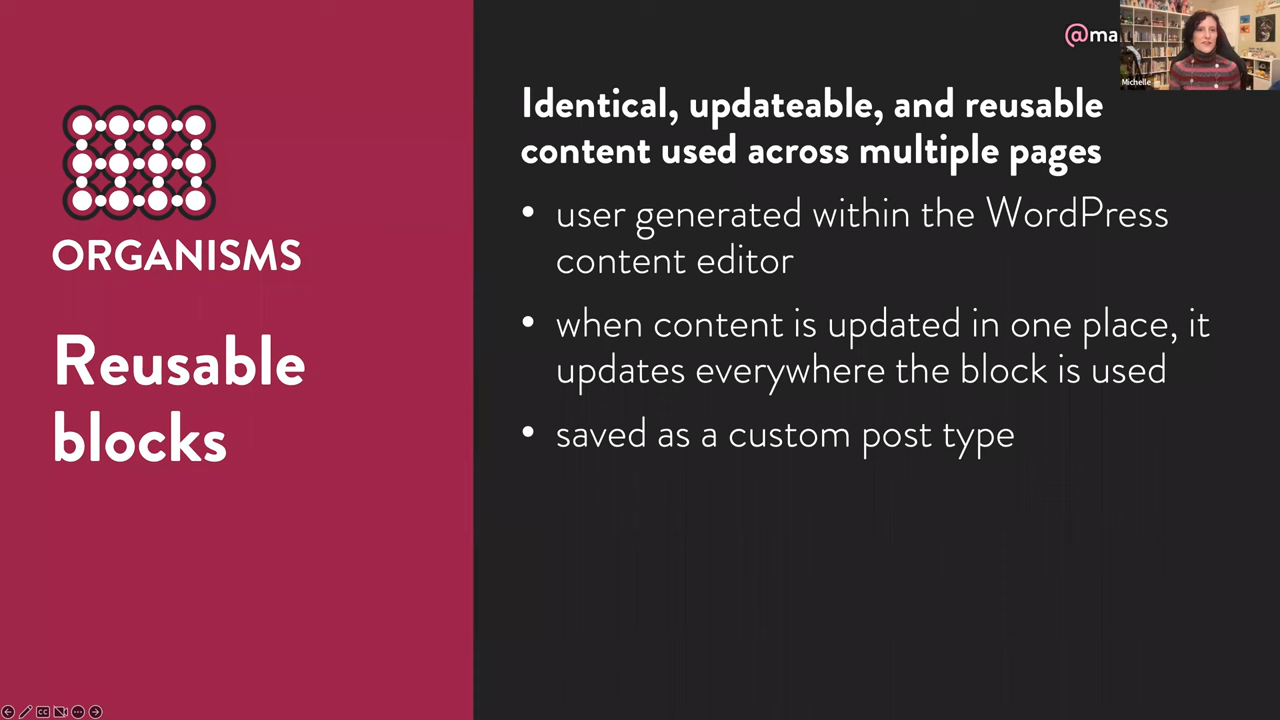 @ma
Michelle
Identical, updateable, and reusable
content used across multiple pages
ORGANISMS
Reusable
blocks
• user generated within the WordPress
content editor
• when content is updated in one place, it
updates everywhere the block is used
• saved as a custom post type